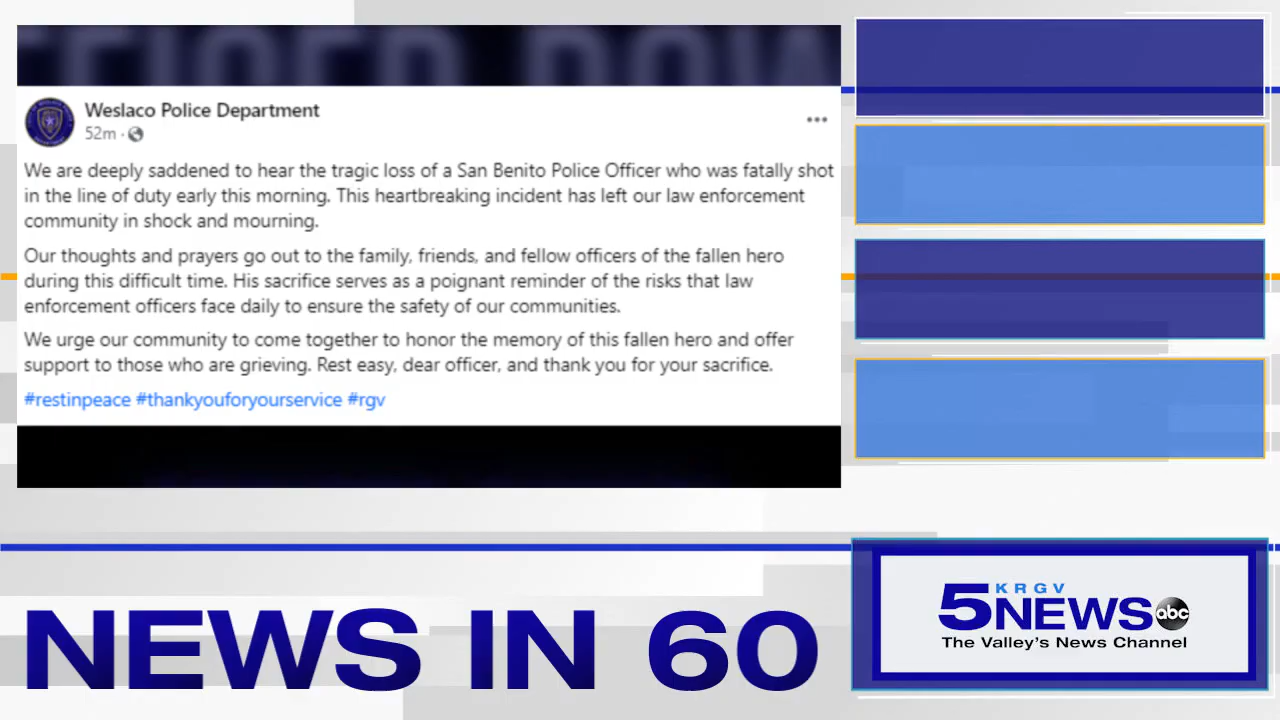 OFFICER DOW
Weslaco Police Department
52m ·
We are deeply saddened to hear the tragic loss of a San Benito Police Officer who was fatally shot
in the line of duty early this morning. This heartbreaking incident has left our law enforcement
community in shock and mourning.
Our thoughts and prayers go out to the family, friends, and fellow officers of the fallen hero
during this difficult time. His sacrifice serves as a poignant reminder of the risks that law
enforcement officers face daily to ensure the safety of our communities.
We urge our community to come together to honor the memory of this fallen hero and offer
support to those who are grieving. Rest easy, dear officer, and thank you for your sacrifice.
#restinpeace #thankyouforyourservice #rgv
NEWS IN 60
KRGV
5NEWS abc
The Valley's News Channel